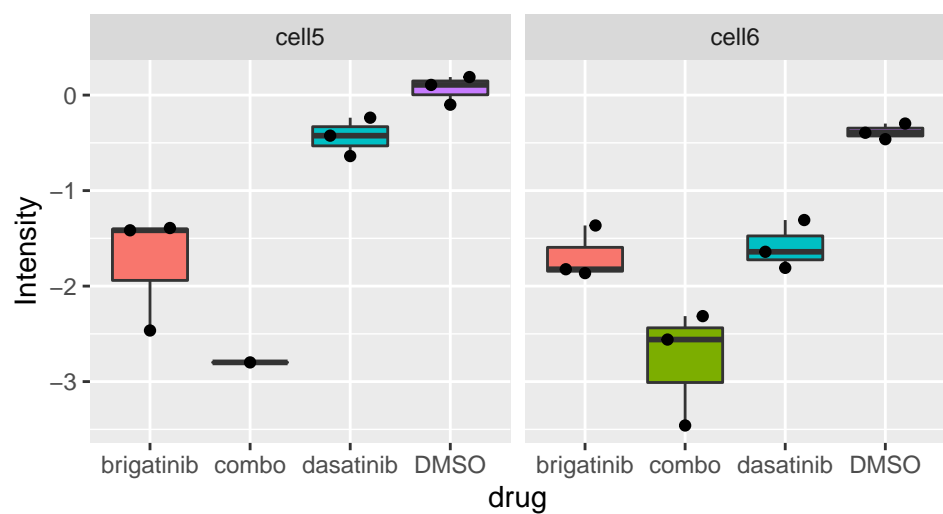 cell5 cell6
0
−1
−2
−3
Intensity
brigatinib combo dasatinib DMSO brigatinib combo dasatinib DMSO
drug